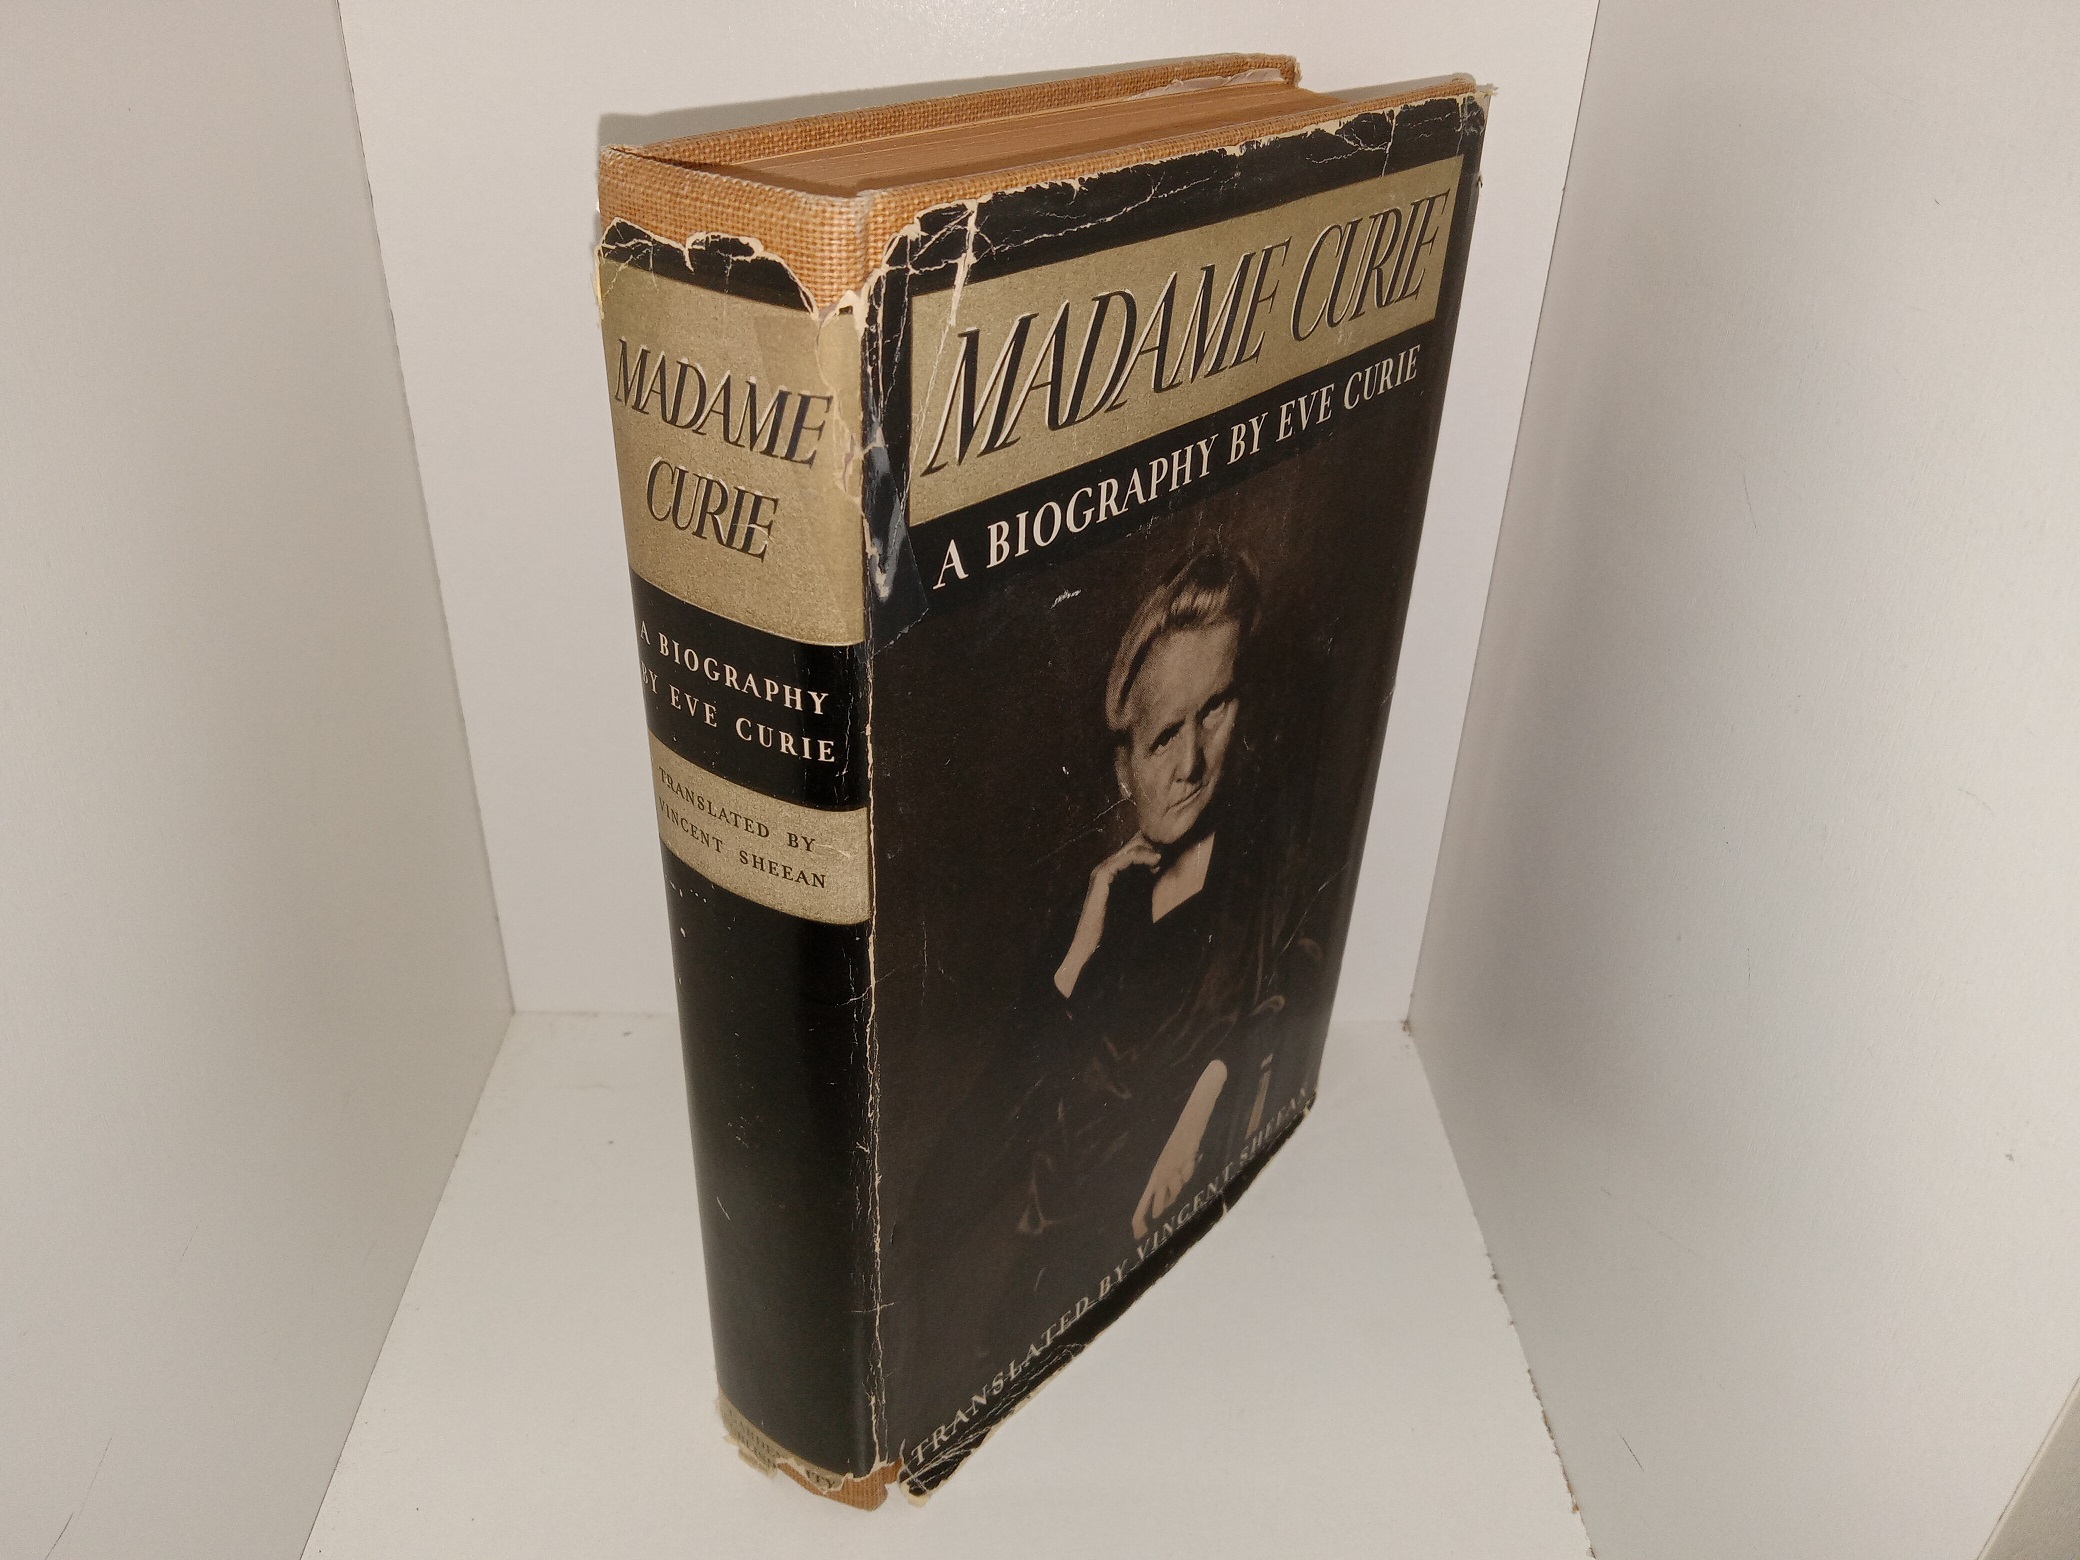 MADAME
CURIE
A BIOGRAPHY
BY EVE CURIE
TRANSLATED BY
VINCENT SHEEAN
MADAME CURIE
A BIOGRAPHY BY EVE CURIE
TRANSLATED BY VINCENT SHEEAN